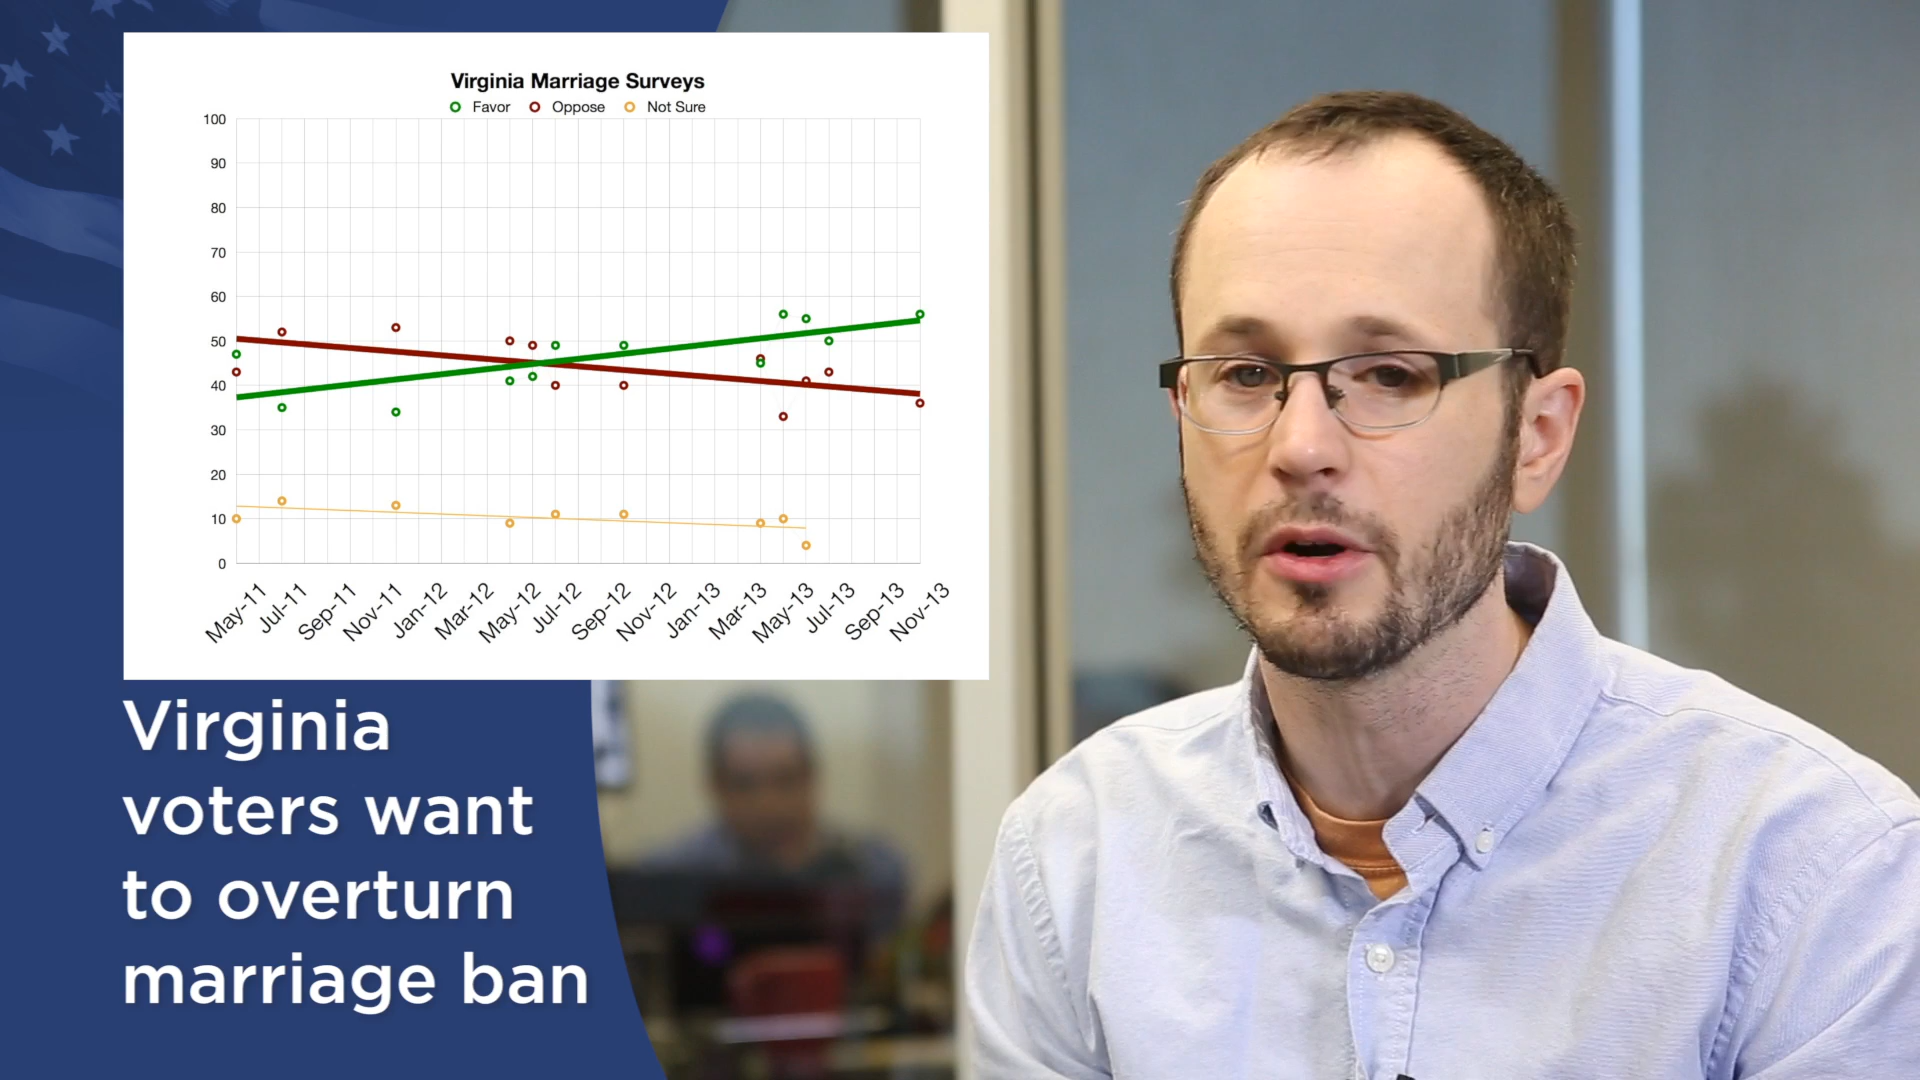 Virginia Marriage Surveys
Favor Oppose Not Sure
100
90
80
70
60
50
40
30
20
10
0
May-11 Jul-11 Sep-11 Nov-11 Jan-12 Mar-12 May-12 Jul-12 Sep-12 Nov-12 Jan-13 Mar-13 May-13 Jul-13 Sep-13 Nov-13
Virginia
voters want
to overturn
marriage ban